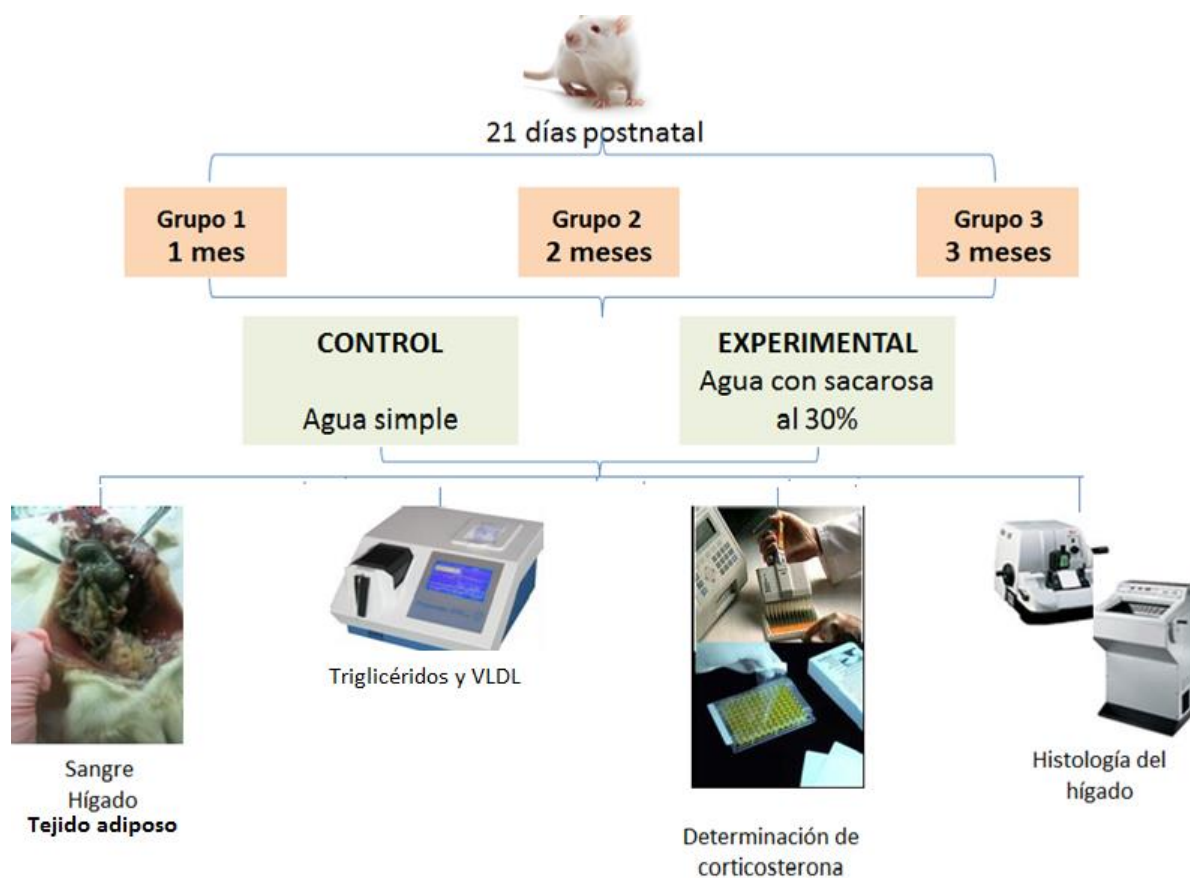 21 días postnatal
Grupo 1
1 mes
Grupo 2
2 meses
Grupo 3
3 meses
CONTROL
Agua simple
EXPERIMENTAL
Agua con sacarosa
al 30%
Sangre
Hígado
Tejido adiposo
Triglicéridos y VLDL
Determinación de
corticosterona
Histología del
hígado